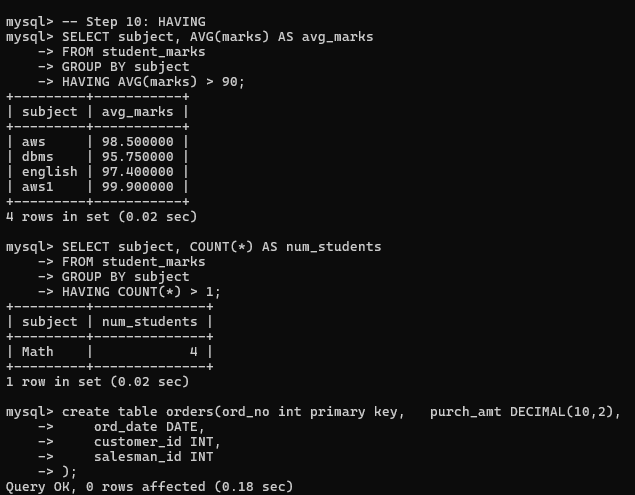 mysql> -- Step 10: HAVING
mysql> SELECT subject, AVG(marks) AS avg_marks
    -> FROM student_marks
    -> GROUP BY subject
    -> HAVING AVG(marks) > 90;
+---------+-----------+
| subject | avg_marks |
+---------+-----------+
| aws     | 98.500000 |
| dbms    | 95.750000 |
| english | 97.400000 |
| aws1    | 99.900000 |
+---------+-----------+
4 rows in set (0.02 sec)

mysql> SELECT subject, COUNT(*) AS num_students
    -> FROM student_marks
    -> GROUP BY subject
    -> HAVING COUNT(*) > 1;
+---------+--------------+
| subject | num_students |
+---------+--------------+
| Math    |            4 |
+---------+--------------+
1 row in set (0.02 sec)

mysql> create table orders(ord_no int primary key,   purch_amt DECIMAL(10,2),
    ->     ord_date DATE,
    ->     customer_id INT,
    ->     salesman_id INT
    -> );
Query OK, 0 rows affected (0.18 sec)